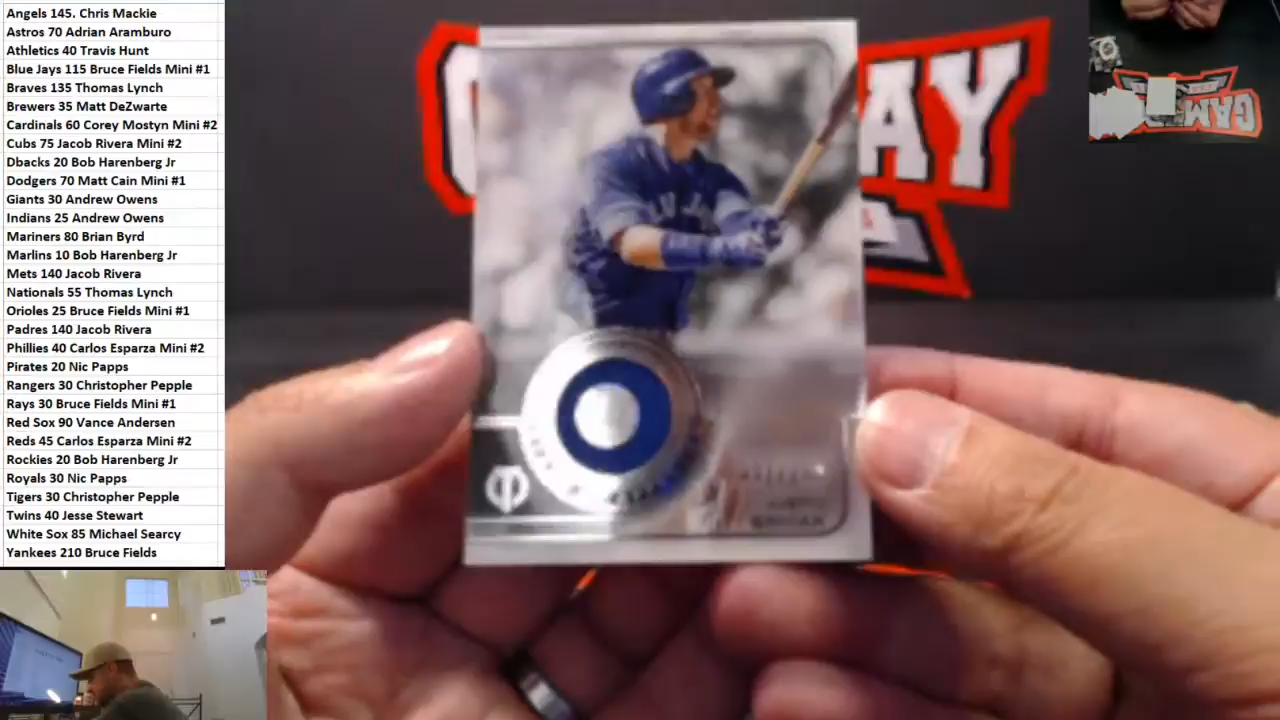 Angels 145. Chris Mackie
Astros 70 Adrian Aramburo
Athletics 40 Travis Hunt
Blue Jays 115 Bruce Fields Mini #1
Braves 135 Thomas Lynch
Brewers 35 Matt DeZwarte
Cardinals 60 Corey Mostyn Mini #2
Cubs 75 Jacob Rivera Mini #2
Dbacks 20 Bob Harenberg Jr
Dodgers 70 Matt Cain Mini #1
Giants 30 Andrew Owens
Indians 25 Andrew Owens
Mariners 80 Brian Byrd
Marlins 10 Bob Harenberg Jr
Mets 140 Jacob Rivera
Nationals 55 Thomas Lynch
Orioles 25 Bruce Fields Mini #1
Padres 140 Jacob Rivera
Phillies 40 Carlos Esparza Mini #2
Pirates 20 Nic Papps
Rangers 30 Christopher Pepple
Rays 30 Bruce Fields Mini #1
Red Sox 90 Vance Andersen
Reds 45 Carlos Esparza Mini #2
Rockies 20 Bob Harenberg Jr
Royals 30 Nic Papps
Tigers 30 Christopher Pepple
Twins 40 Jesse Stewart
White Sox 85 Michael Searcy
Yankees 210 Bruce Fields